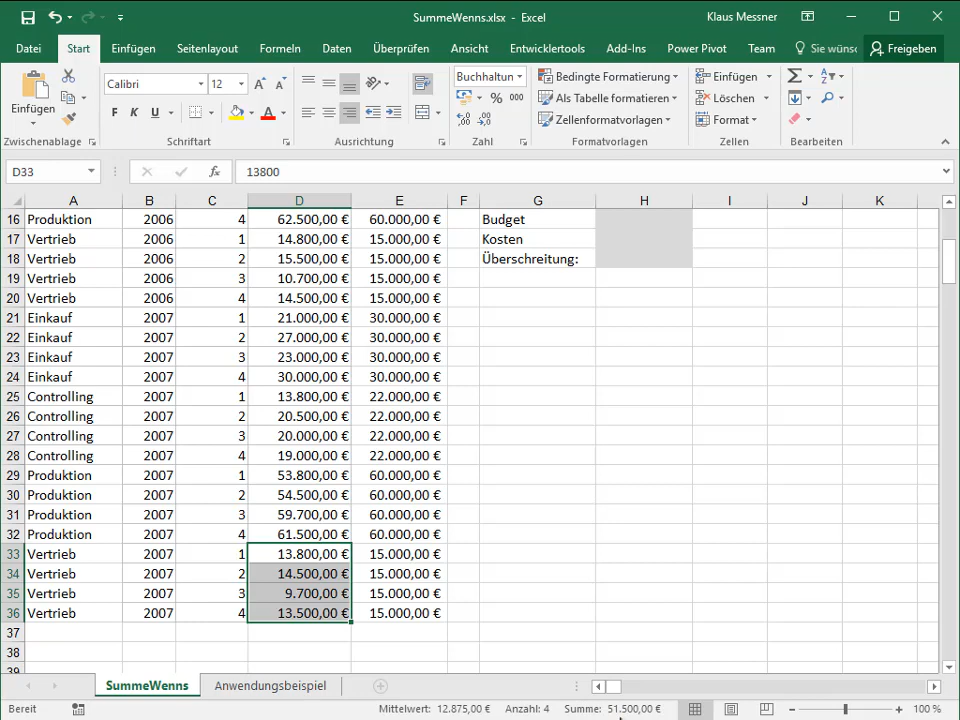 SummeWenns.xlsx - Excel
Klaus Messner
Datei Start Einfügen Seitenlayout Formeln Daten Überprüfen Ansicht Entwicklertools Add-Ins Power Pivot Team Sie wüns Freigeben
Einfügen
Calibri 12
F K U
Buchhaltun
% 000
Bedingte Formatierung
Als Tabelle formatieren
Zellenformatvorlagen
Einfügen
Löschen
Format
Zwischenablage Schriftart Ausrichtung Zahl Formatvorlagen Zellen Bearbeiten
D33 fx 13800
A B C D E F G H I J K
16 Produktion 2006 4 62.500,00 € 60.000,00 € Budget
17 Vertrieb 2006 1 14.800,00 € 15.000,00 € Kosten
18 Vertrieb 2006 2 15.500,00 € 15.000,00 € Überschreitung:
19 Vertrieb 2006 3 10.700,00 € 15.000,00 €
20 Vertrieb 2006 4 14.500,00 € 15.000,00 €
21 Einkauf 2007 1 21.000,00 € 30.000,00 €
22 Einkauf 2007 2 27.000,00 € 30.000,00 €
23 Einkauf 2007 3 23.000,00 € 30.000,00 €
24 Einkauf 2007 4 30.000,00 € 30.000,00 €
25 Controlling 2007 1 13.800,00 € 22.000,00 €
26 Controlling 2007 2 20.500,00 € 22.000,00 €
27 Controlling 2007 3 20.000,00 € 22.000,00 €
28 Controlling 2007 4 19.000,00 € 22.000,00 €
29 Produktion 2007 1 53.800,00 € 60.000,00 €
30 Produktion 2007 2 54.500,00 € 60.000,00 €
31 Produktion 2007 3 59.700,00 € 60.000,00 €
32 Produktion 2007 4 61.500,00 € 60.000,00 €
33 Vertrieb 2007 1 13.800,00 € 15.000,00 €
34 Vertrieb 2007 2 14.500,00 € 15.000,00 €
35 Vertrieb 2007 3 9.700,00 € 15.000,00 €
36 Vertrieb 2007 4 13.500,00 € 15.000,00 €
37
38
39
SummeWenns Anwendungsbeispiel
Bereit Mittelwert: 12.875,00 € Anzahl: 4 Summe: 51.500,00 € 100 %